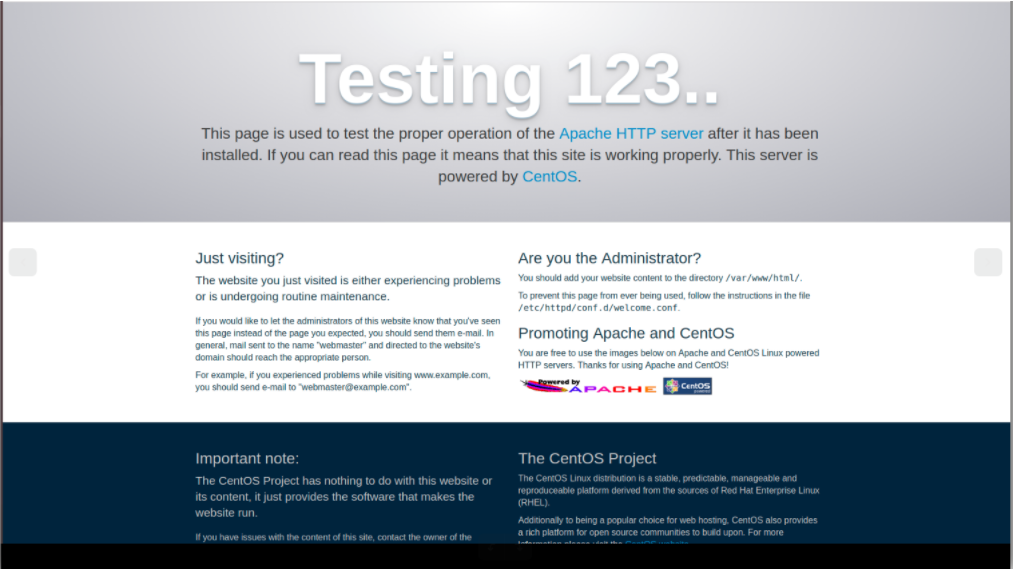 Testing 123..
This page is used to test the proper operation of the Apache HTTP server after it has been
installed. If you can read this page it means that this site is working properly. This server is
powered by CentOS.
Just visiting?
The website you just visited is either experiencing problems
or is undergoing routine maintenance.
If you would like to let the administrators of this website know that you've seen
this page instead of the page you expected, you should send them e-mail. In
general, mail sent to the name "webmaster" and directed to the website's
domain should reach the appropriate person.
For example, if you experienced problems while visiting www.example.com,
you should send e-mail to "webmaster@example.com".
Are you the Administrator?
You should add your website content to the directory /var/www/html/.
To prevent this page from ever being used, follow the instructions in the file
/etc/httpd/conf.d/welcome.conf.
Promoting Apache and CentOS
You are free to use the images below on Apache and CentOS Linux powered
HTTP servers. Thanks for using Apache and CentOS!
Powered by
APACHE
CentOS
powered
Important note:
The CentOS Project has nothing to do with this website or
its content, it just provides the software that makes the
website run.
If you have issues with the content of this site, contact the owner of the
The CentOS Project
The CentOS Linux distribution is a stable, predictable, manageable and
reproduceable platform derived from the sources of Red Hat Enterprise Linux
(RHEL).
Additionally to being a popular choice for web hosting, CentOS also provides
a rich platform for open source communities to build upon. For more
information please visit the CentOS website.